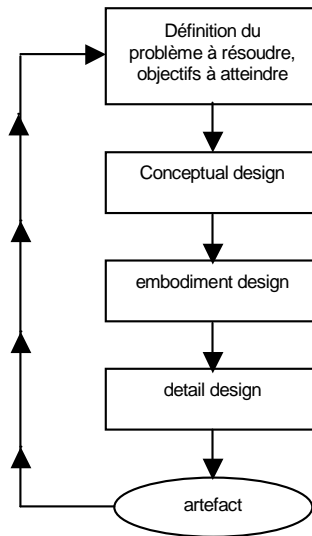 Définition du
problème à résoudre,
objectifs à atteindre
Conceptual design
embodiment design
detail design
artefact